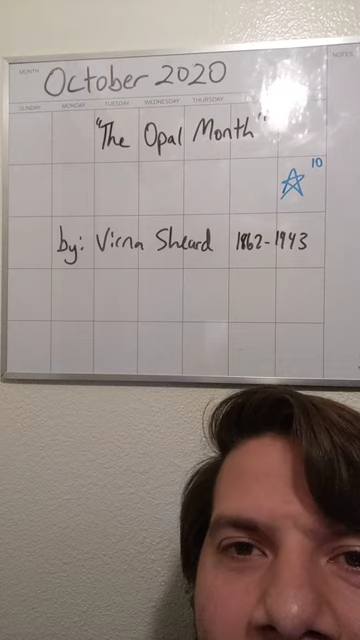 MONTH October 2020 NOTES
SUNDAY MONDAY TUESDAY WEDNESDAY THURSDAY
"The Opal Month"
10
by: Virna Sheard 1862-1943